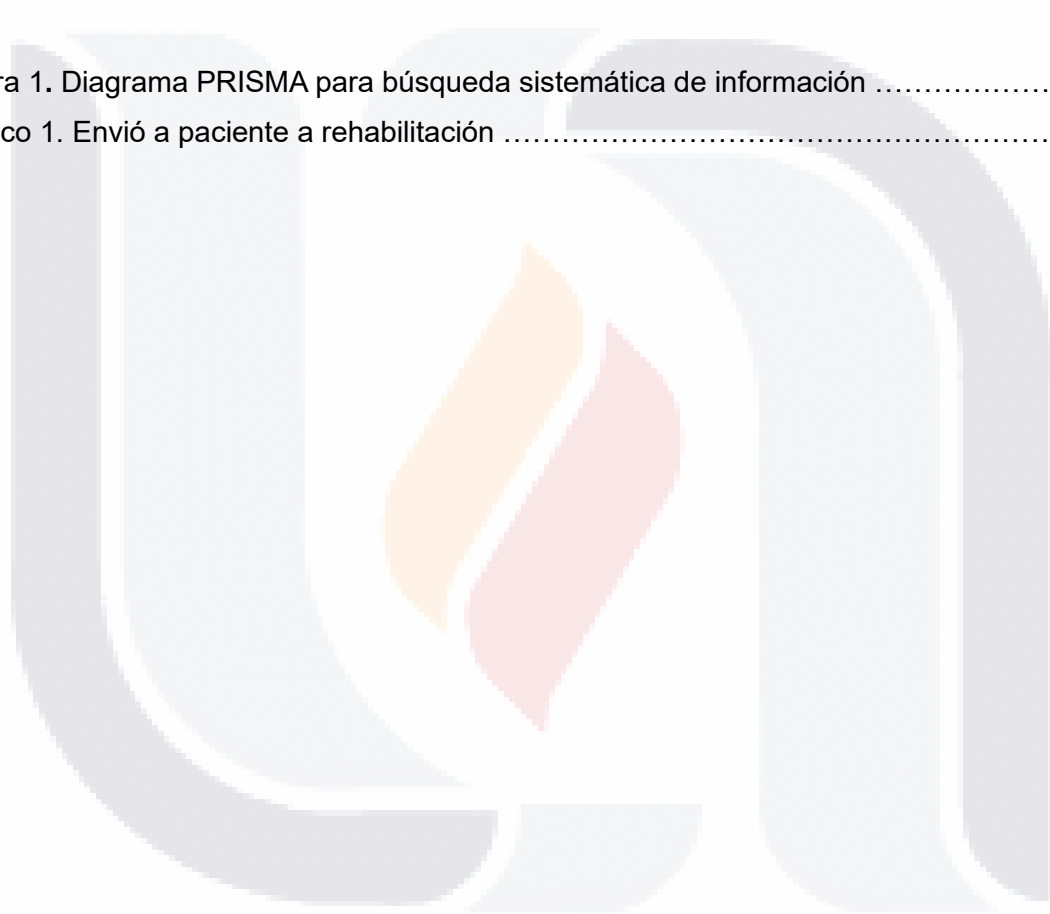 ra 1. Diagrama PRISMA para búsqueda sistemática de información ..................
co 1. Envió a paciente a rehabilitación ........................................................